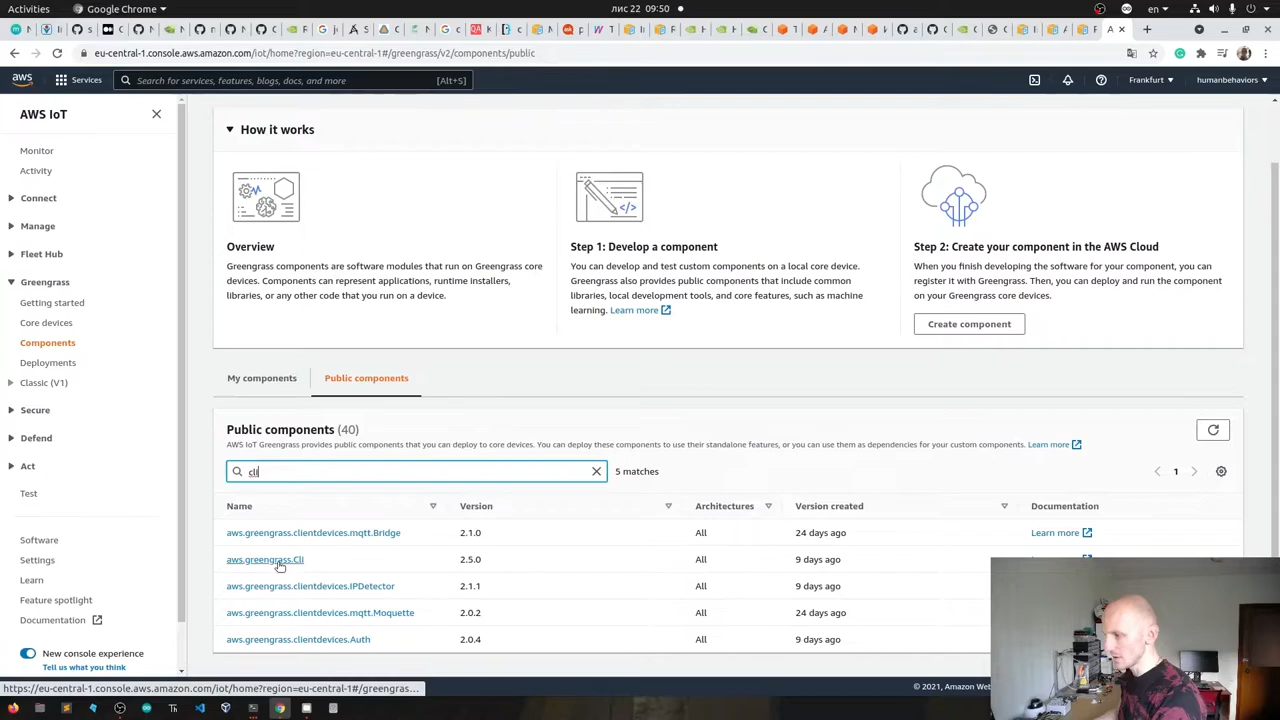 Activities
Google Chrome
лис 22 09:50
en
eu-central-1.console.aws.amazon.com/iot/home?region=eu-central-1#/greengrass/v2/components/public
aws
Services
Search for services, features, blogs, docs, and more
[Alt+S]
Frankfurt
humanbehaviors
AWS IoT
Monitor
Activity
Connect
Manage
Fleet Hub
Greengrass
Getting started
Core devices
Components
Deployments
Classic (V1)
Secure
Defend
Act
Test
Software
Settings
Learn
Feature spotlight
Documentation
New console experience
Tell us what you think
How it works
Overview
Greengrass components are software modules that run on Greengrass core
devices. Components can represent applications, runtime installers,
libraries, or any other code that you run on a device.
Step 1: Develop a component
You can develop and test custom components on a local core device.
Greengrass also provides public components that include common
libraries, local development tools, and core features, such as machine
learning. Learn more
Step 2: Create your component in the AWS Cloud
When you finish developing the software for your component, you can
register it with Greengrass. Then, you can deploy and run the
component on your Greengrass core devices.
Create component
My components
Public components
Public components (40)
AWS IoT Greengrass provides public components that you can deploy to core devices. You can deploy these components to use their standalone features, or you can use them as dependencies for your custom components. Learn more
cli
5 matches
1
Name Version Architectures Version created Documentation
aws.greengrass.clientdevices.mqtt.Bridge 2.1.0 All 24 days ago Learn more
aws.greengrass.Cli 2.5.0 All 9 days ago
aws.greengrass.clientdevices.IPDetector 2.1.1 All 9 days ago
aws.greengrass.clientdevices.mqtt.Moquette 2.0.2 All 24 days ago
aws.greengrass.clientdevices.Auth 2.0.4 All 9 days ago
https://eu-central-1.console.aws.amazon.com/iot/home?region=eu-central-1#/greengras...
© 2021, Amazon Web